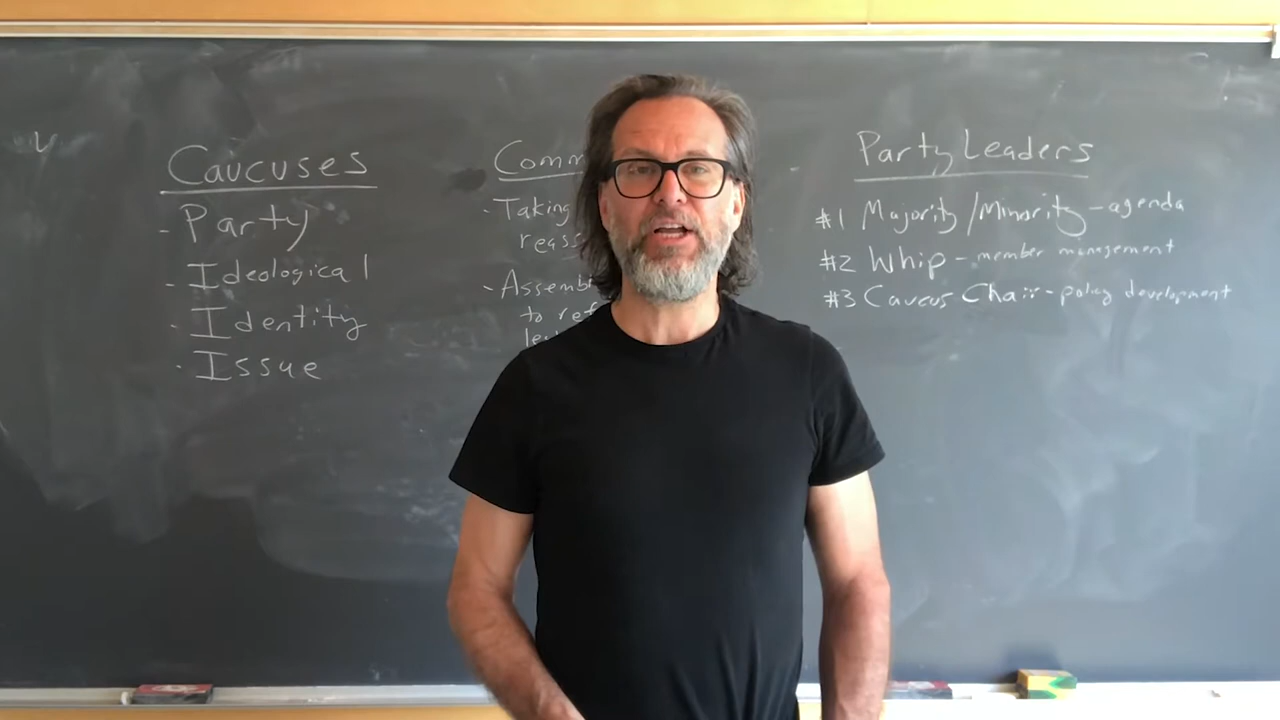 Caucuses
- Party
- Ideological
- Identity
- Issue
Comm
- Taking
reass
- Assembl
to ref
Party Leaders
#1 Majority/Minority - agenda
#2 Whip - member management
#3 Caucus Chair - policy development